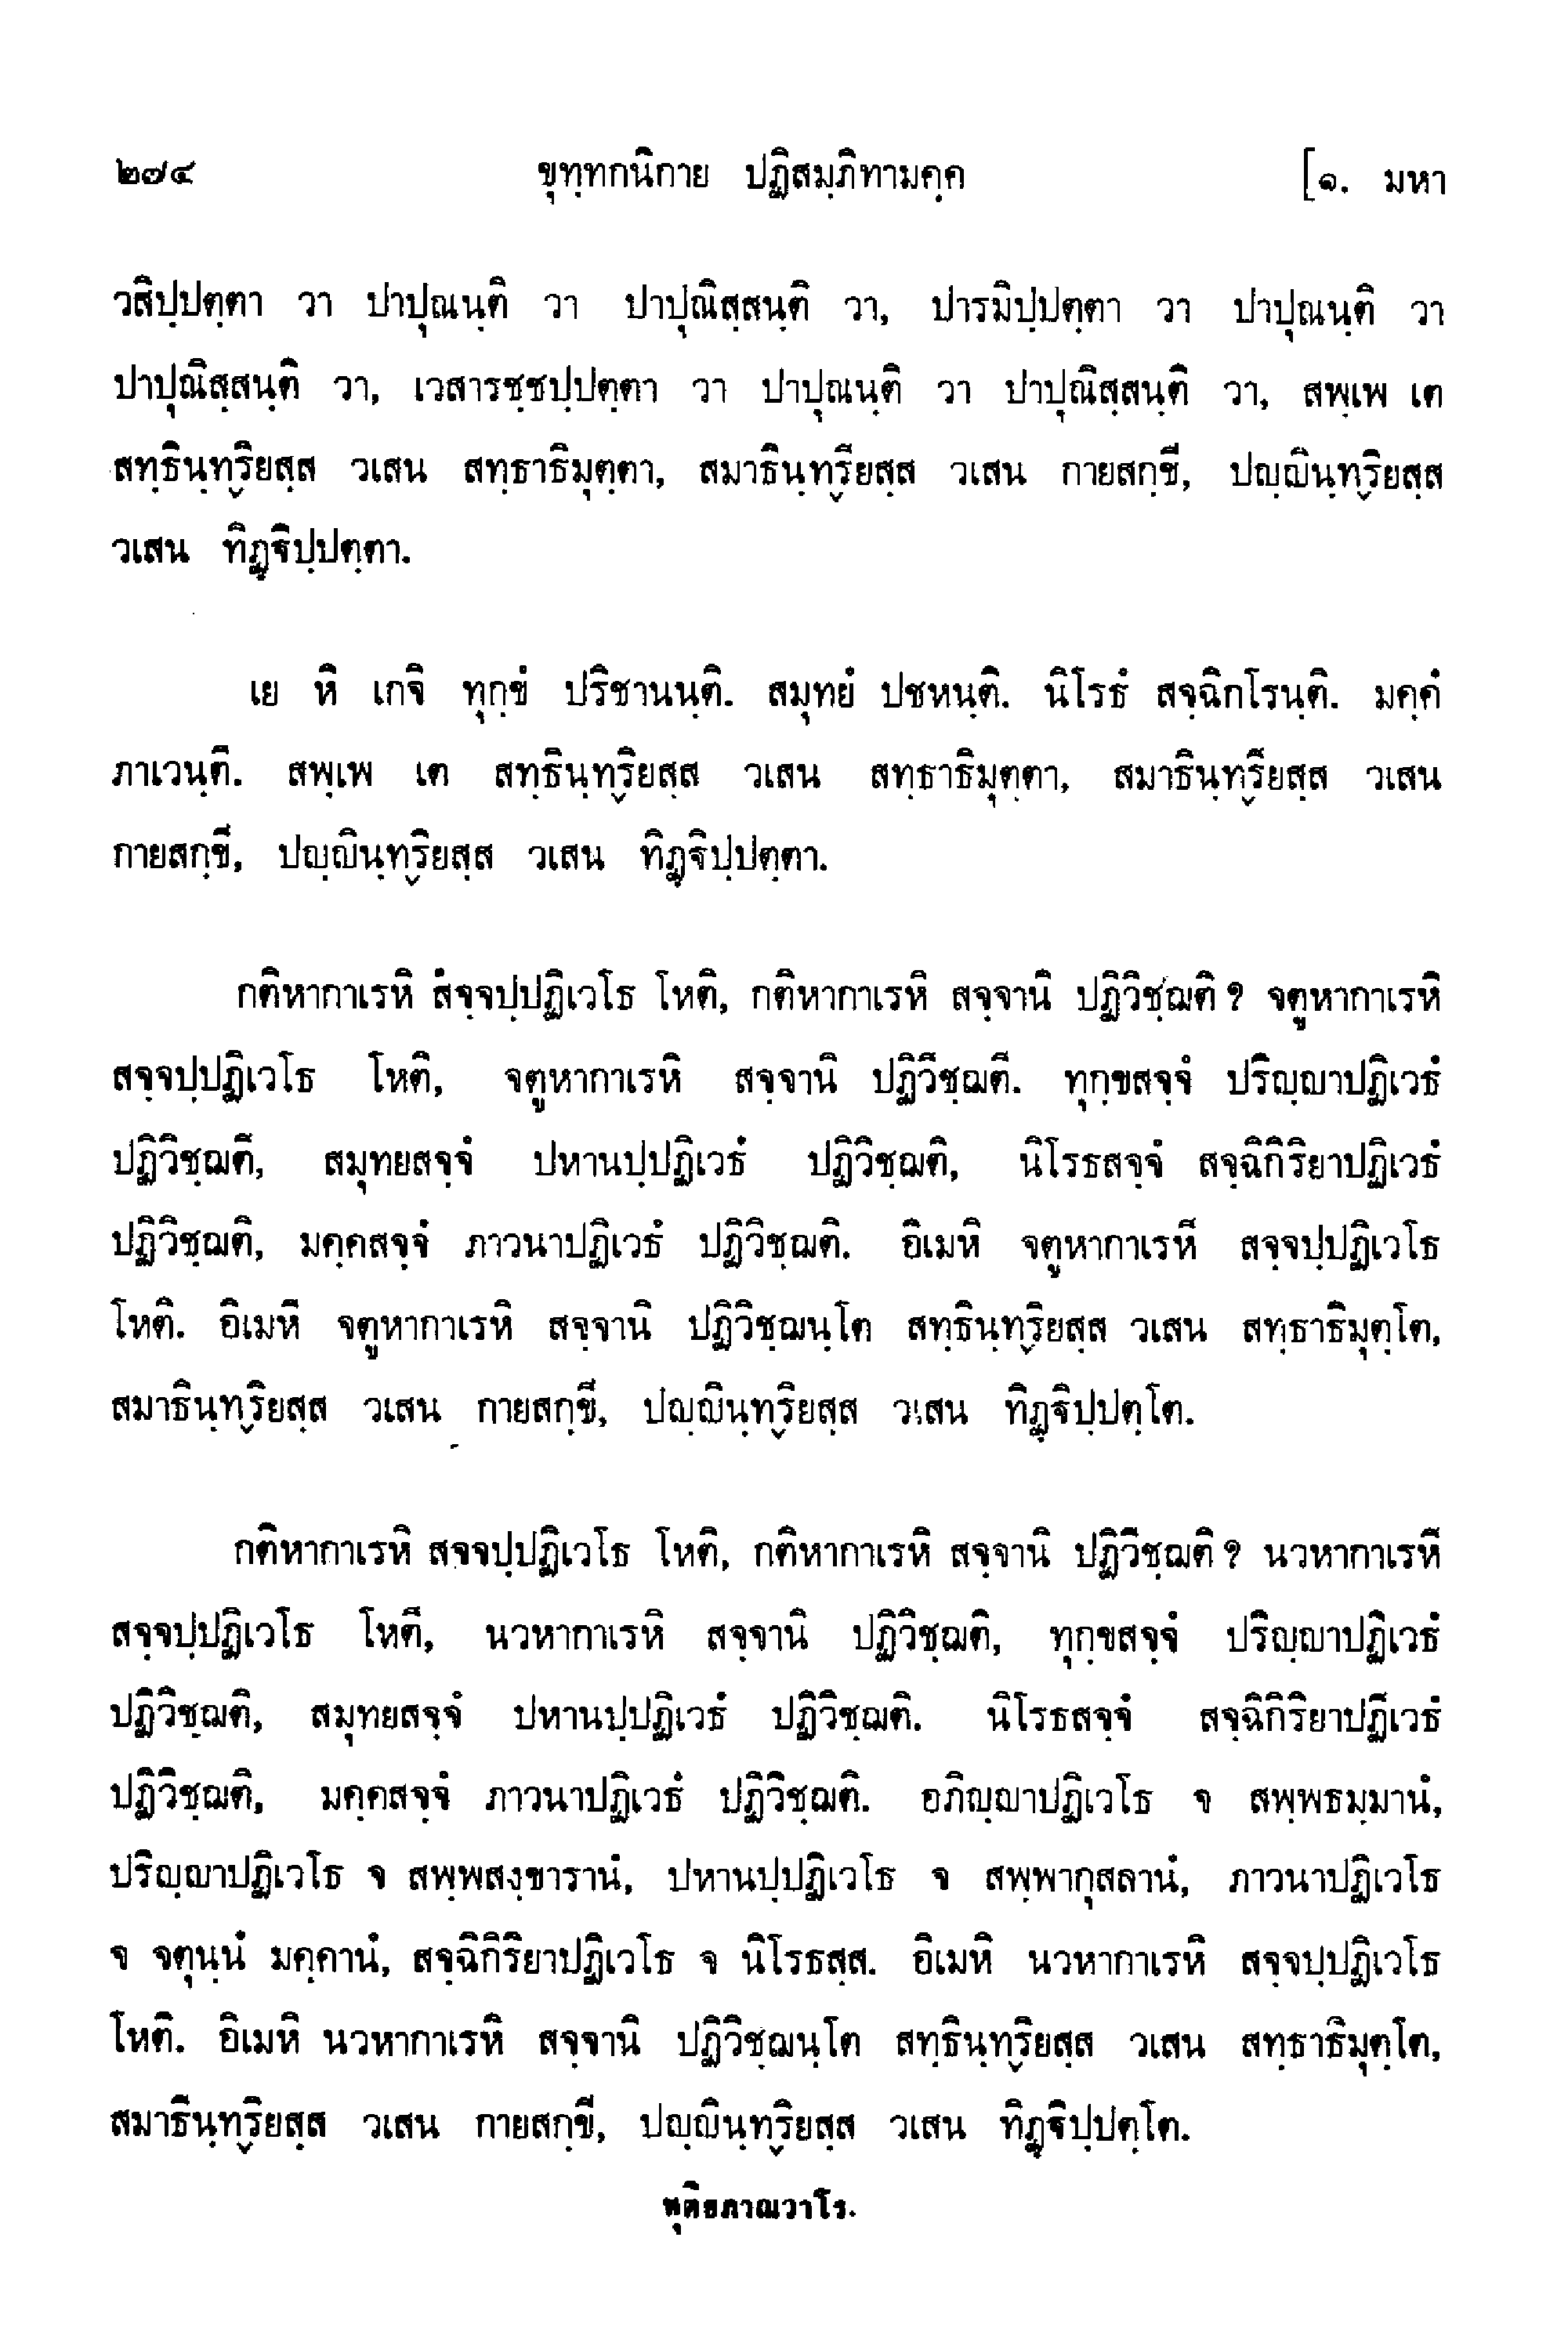 ๒๗๔ ขุทฺทกนิกาย ปฏิสมฺภิทามคฺค [๑. มหา
วสิปฺปตฺตา วา ปาปุณนฺติ วา ปาปุณิสฺสนฺติ วา, ปารมิปฺปตฺตา วา ปาปุณนฺติ วา
ปาปุณิสฺสนฺติ วา, เวสารชฺชปฺปตฺตา วา ปาปุณนฺติ วา ปาปุณิสฺสนฺติ วา, สพฺเพ เต
สทฺธินฺทฺริยสฺส วเสน สทฺธาธิมุตฺตา, สมาธินฺทฺริยสฺส วเสน กายสกฺขี, ปญฺญินฺทฺริยสฺส
วเสน ทิฏฺฐิปฺปตฺตา.
เย หิ เกจิ ทุกฺขํ ปริชานนฺติ. สมุทยํ ปชหนฺติ. นิโรธํ สจฺฉิกโรนฺติ. มคฺคํ
ภาเวนฺติ. สพฺเพ เต สทฺธินฺทฺริยสฺส วเสน สทฺธาธิมุตฺตา, สมาธินฺทฺริยสฺส วเสน
กายสกฺขี, ปญฺญินฺทฺริยสฺส วเสน ทิฏฺฐิปฺปตฺตา.
กติหากาเรหิ สจฺจปฺปฏิเวโธ โหติ, กติหากาเรหิ สจฺจานิ ปฏิวิชฺฌติ ? จตูหากาเรหิ
สจฺจปฺปฏิเวโธ โหติ, จตูหากาเรหิ สจฺจานิ ปฏิวิชฺฌติ. ทุกฺขสจฺจํ ปริญฺญาปฏิเวธํ
ปฏิวิชฺฌติ, สมุทยสจฺจํ ปหานปฺปฏิเวธํ ปฏิวิชฺฌติ, นิโรธสจฺจํ สจฺฉิกิริยาปฏิเวธํ
ปฏิวิชฺฌติ, มคฺคสจฺจํ ภาวนาปฏิเวธํ ปฏิวิชฺฌติ. อิเมหิ จตูหากาเรหิ สจฺจปฺปฏิเวโธ
โหติ. อิเมหิ จตูหากาเรหิ สจฺจานิ ปฏิวิชฺฌนฺโต สทฺธินฺทฺริยสฺส วเสน สทฺธาธิมุตฺโต,
สมาธินฺทฺริยสฺส วเสน กายสกฺขี, ปญฺญินฺทฺริยสฺส วเสน ทิฏฺฐิปฺปตฺโต.
กติหากาเรหิ สจฺจปฺปฏิเวโธ โหติ, กติหากาเรหิ สจฺจานิ ปฏิวิชฺฌติ ? นวหากาเรหิ
สจฺจปฺปฏิเวโธ โหติ, นวหากาเรหิ สจฺจานิ ปฏิวิชฺฌติ, ทุกฺขสจฺจํ ปริญฺญาปฏิเวธํ
ปฏิวิชฺฌติ, สมุทยสจฺจํ ปหานปฺปฏิเวธํ ปฏิวิชฺฌติ. นิโรธสจฺจํ สจฺฉิกิริยาปฏิเวธํ
ปฏิวิชฺฌติ, มคฺคสจฺจํ ภาวนาปฏิเวธํ ปฏิวิชฺฌติ. อภิญฺญาปฏิเวโธ จ สพฺพธมฺมานํ,
ปริญฺญาปฏิเวโธ จ สพฺพสงฺขารานํ, ปหานปฺปฏิเวโธ จ สพฺพากุสลานํ, ภาวนาปฏิเวโธ
จ จตุนฺนํ มคฺคานํ, สจฺฉิกิริยาปฏิเวโธ จ นิโรธสฺส. อิเมหิ นวหากาเรหิ สจฺจปฺปฏิเวโธ
โหติ. อิเมหิ นวหากาเรหิ สจฺจานิ ปฏิวิชฺฌนฺโต สทฺธินฺทฺริยสฺส วเสน สทฺธาธิมุตฺโต,
สมาธินฺทฺริยสฺส วเสน กายสกฺขี, ปญฺญินฺทฺริยสฺส วเสน ทิฏฺฐิปฺปตฺโต.
ทุติยภาณวาโร.